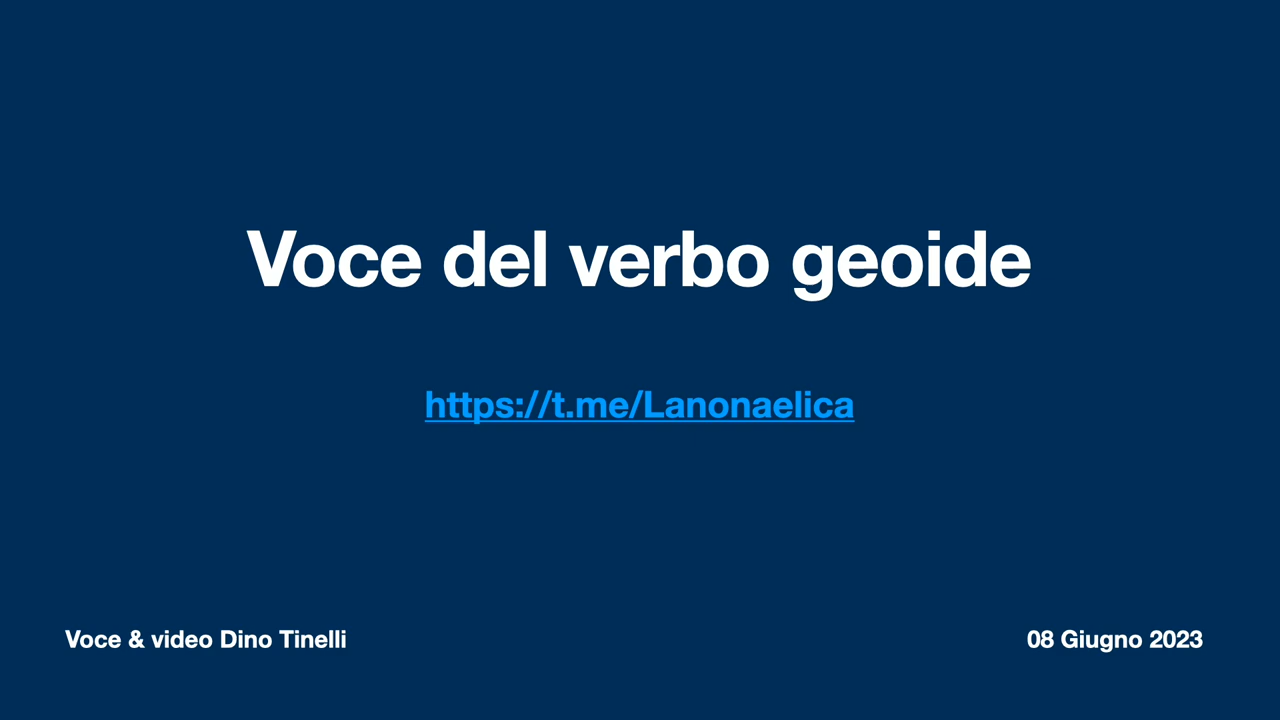 Voce del verbo geoide
https://t.me/Lanonaelica
Voce & video Dino Tinelli
08 Giugno 2023